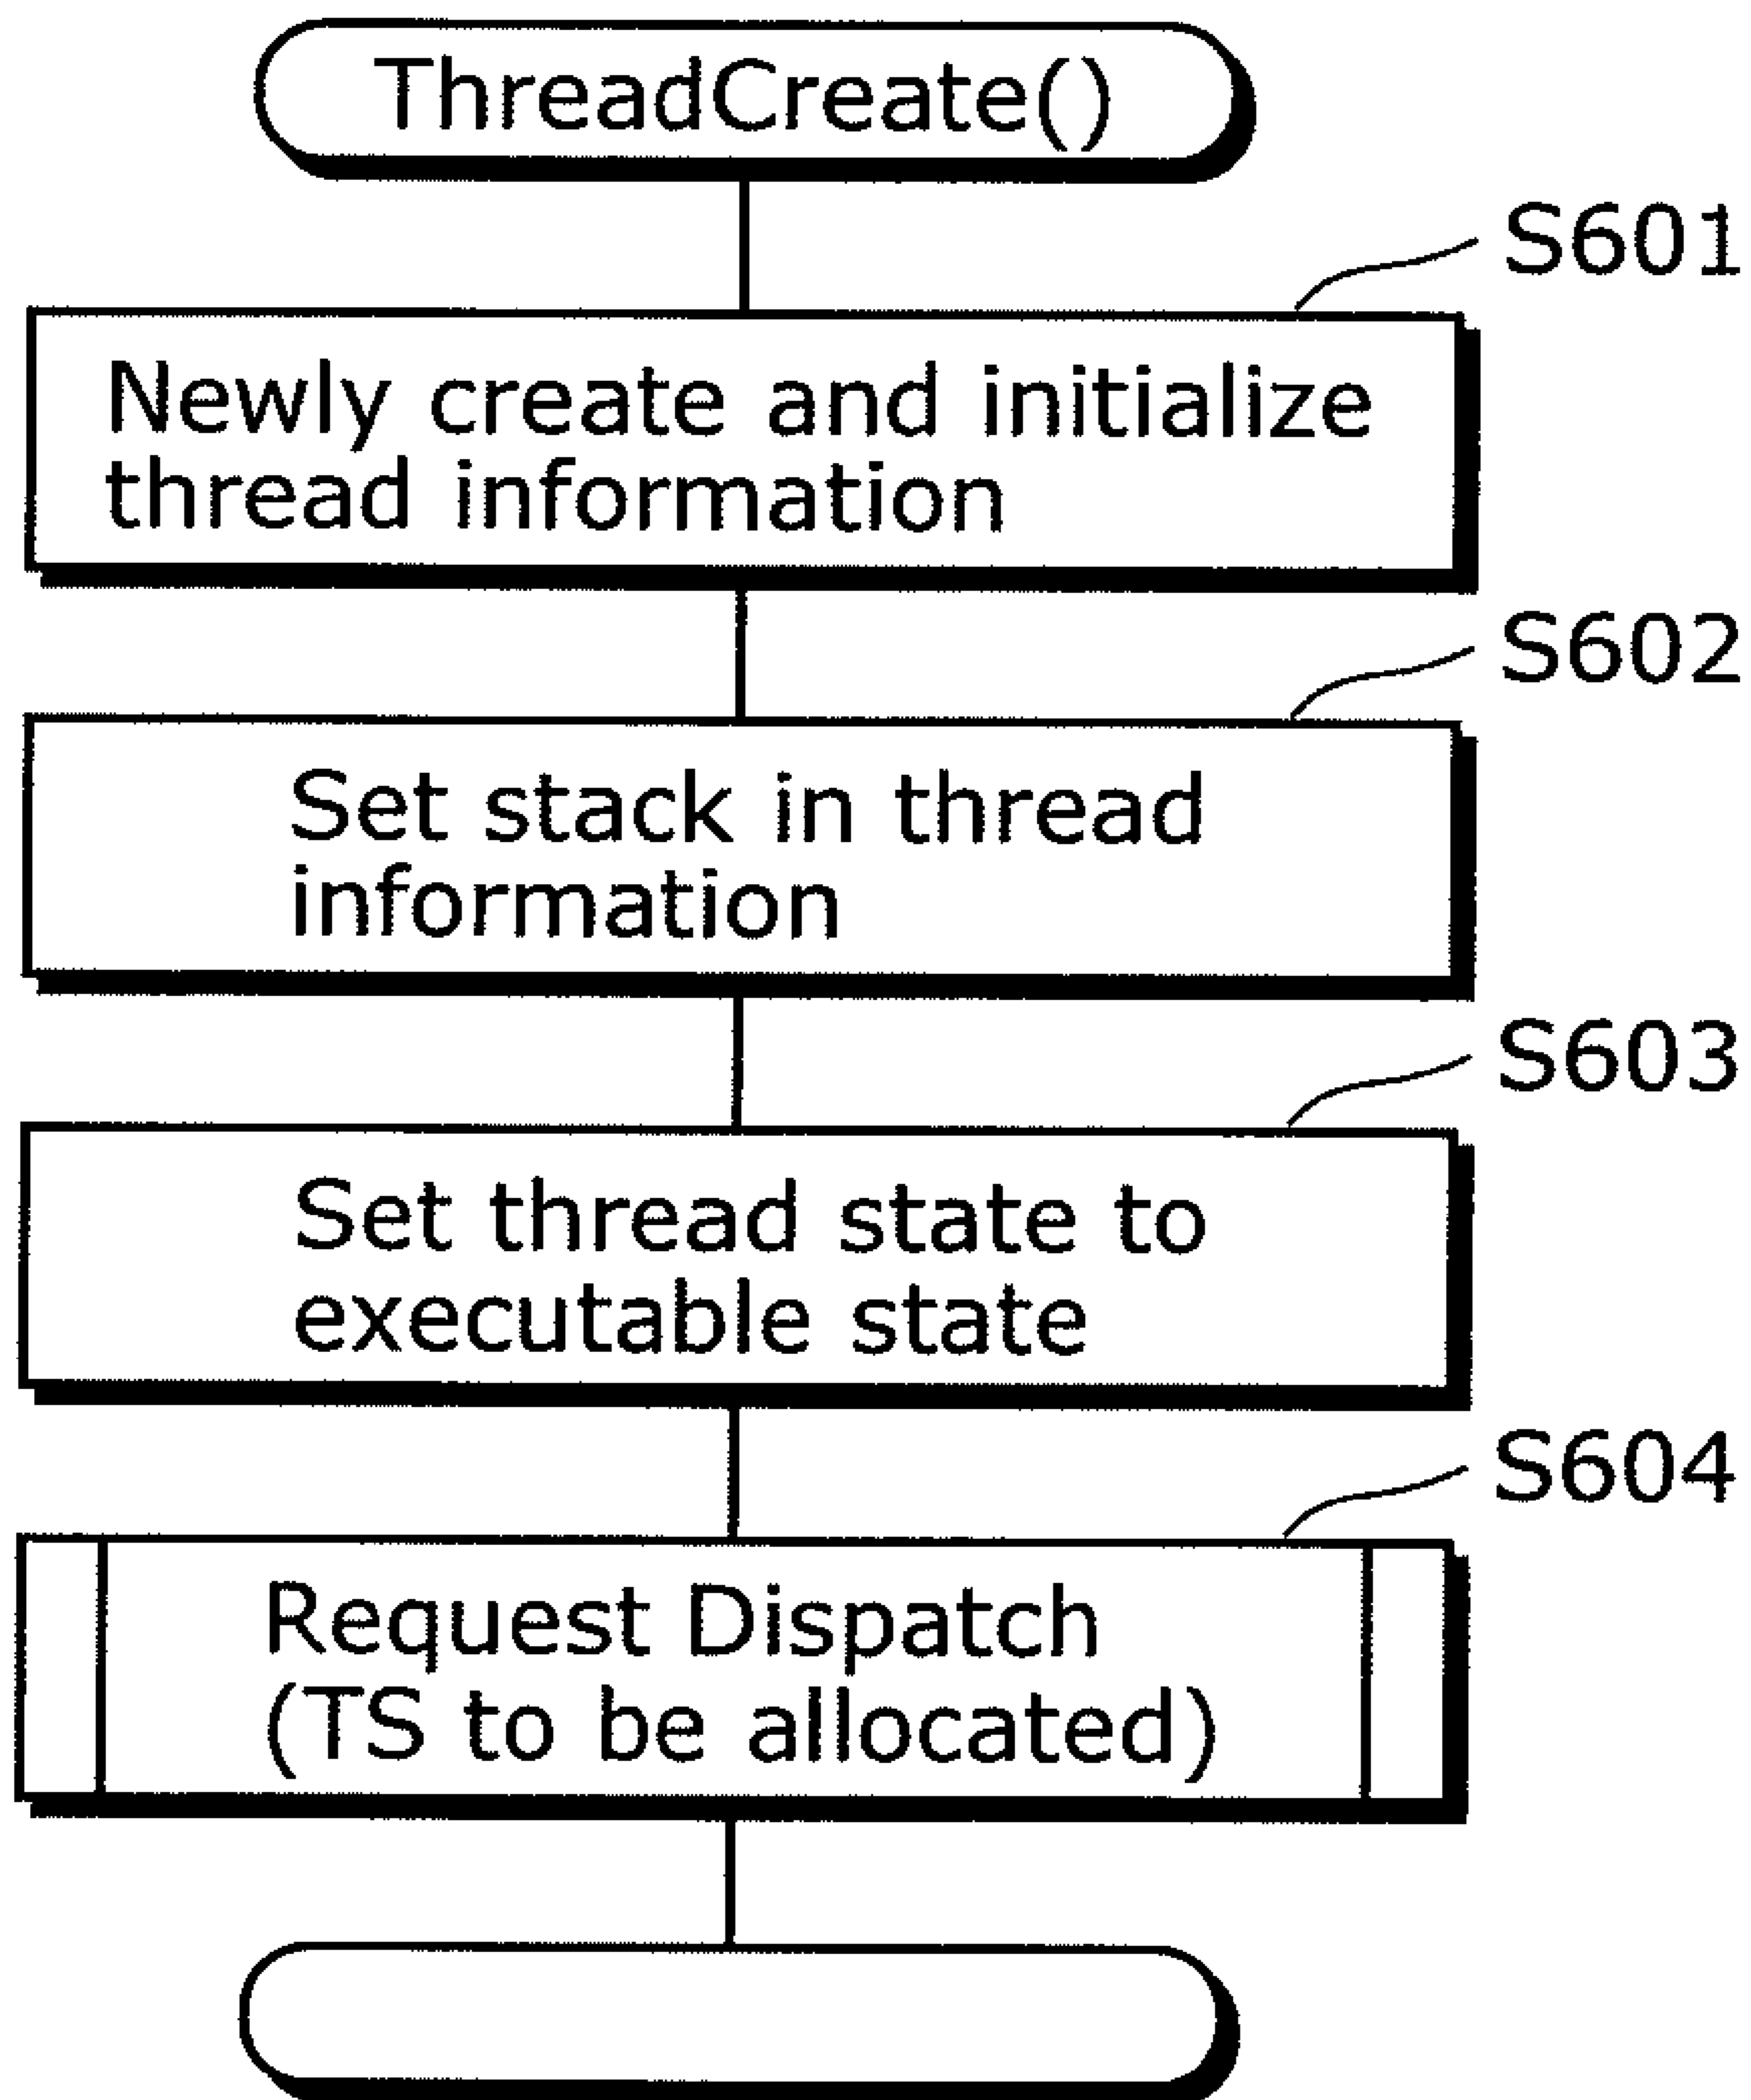 ThreadCreate()
S601
Newly create and initialize
thread information
S602
Set stack in thread
information
S603
Set thread state to
executable state
S604
Request Dispatch
(TS to be allocated)